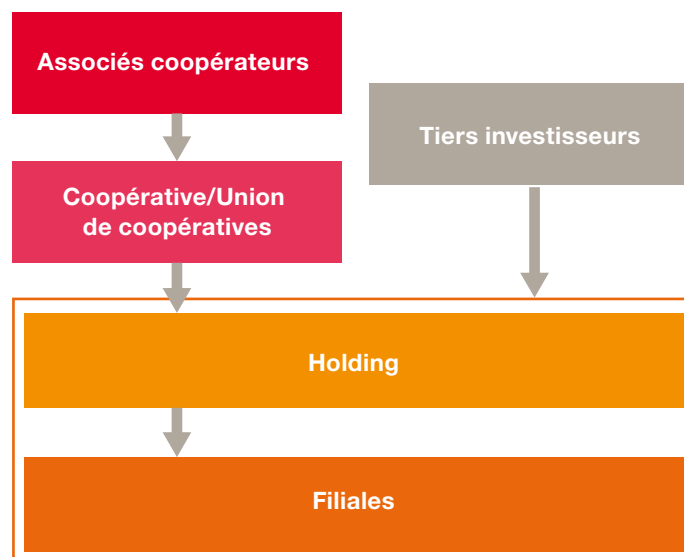 Associés coopérateurs
Tiers investisseurs
Coopérative/Union
de coopératives
Holding
Filiales